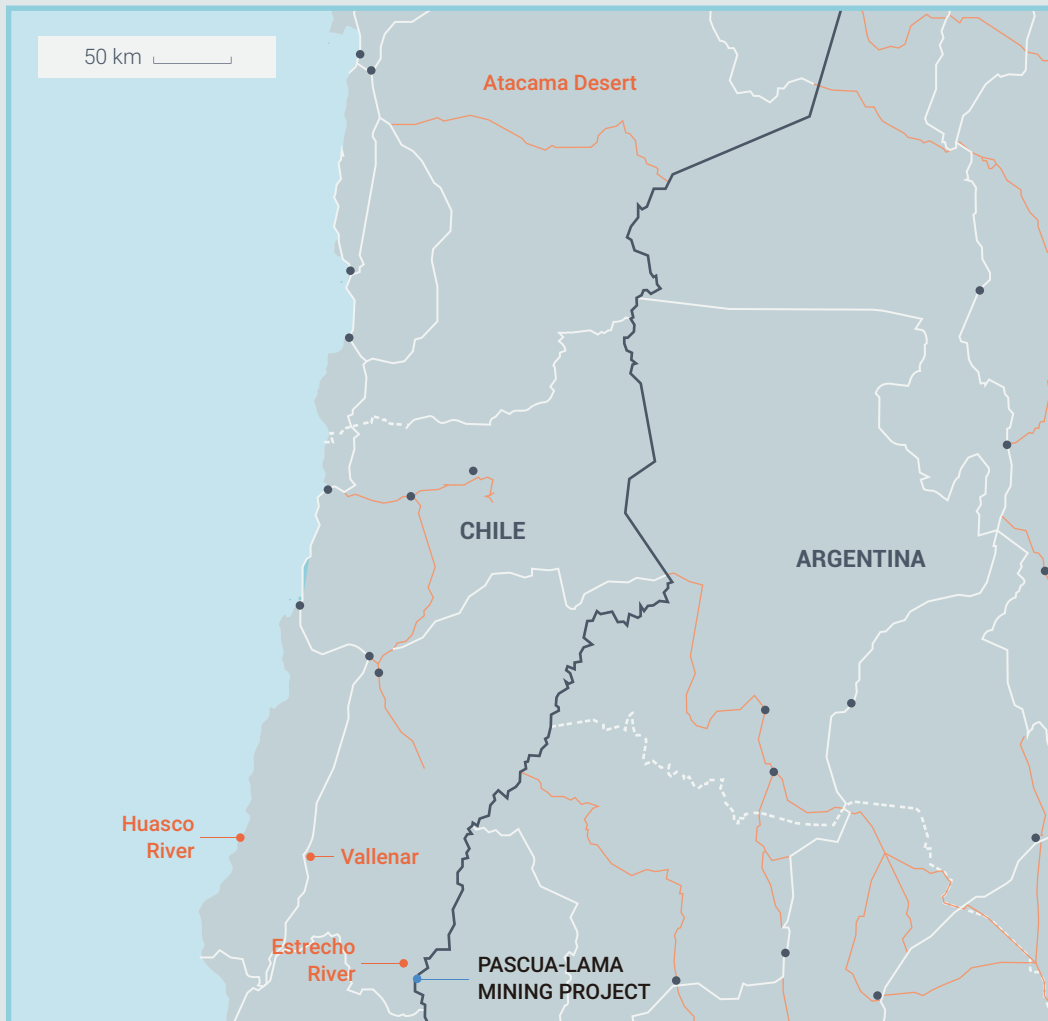 50 km
Atacama Desert
CHILE
ARGENTINA
Huasco
River
Vallenar
Estrecho
River
PASCUA-LAMA
MINING PROJECT